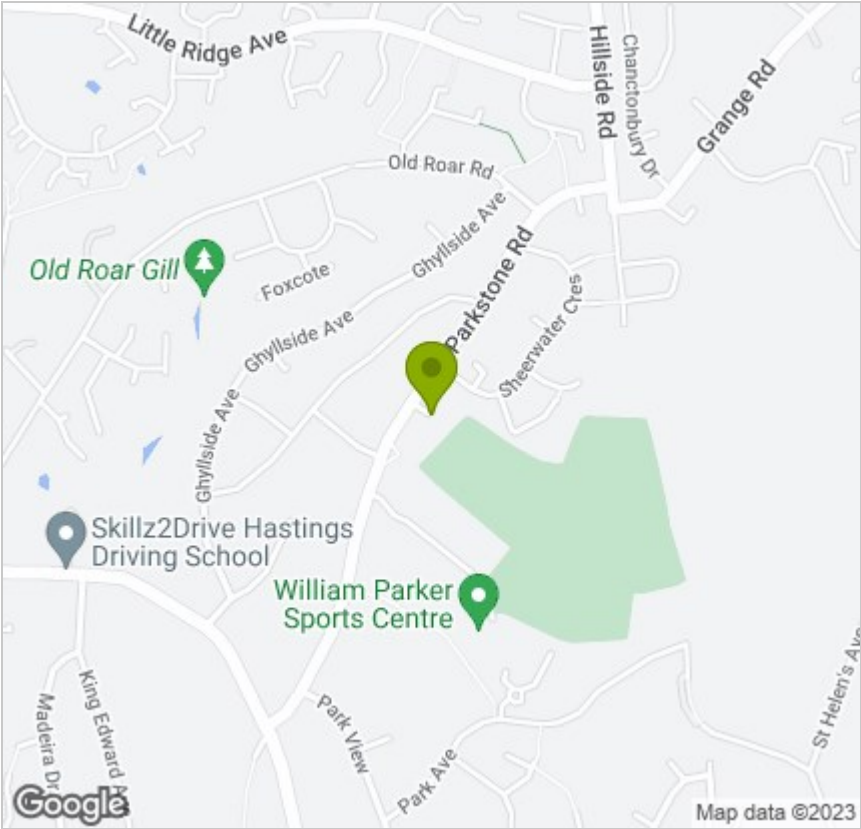 Little Ridge Ave
Hillside Rd
Chanctonbury Dr
Grange Rd
Old Roar Rd
Ghyllside Ave
Old Roar Gill
Foxcote
Parkstone Rd
Ghyllside Ave
Sheerwater Cres
Ghyllside Ave
Skillz2Drive Hastings
Driving School
William Parker
Sports Centre
St Helen's Ave
King Edward Av
Madeira Dr
Park View
Park Ave
Google
Map data ©2023